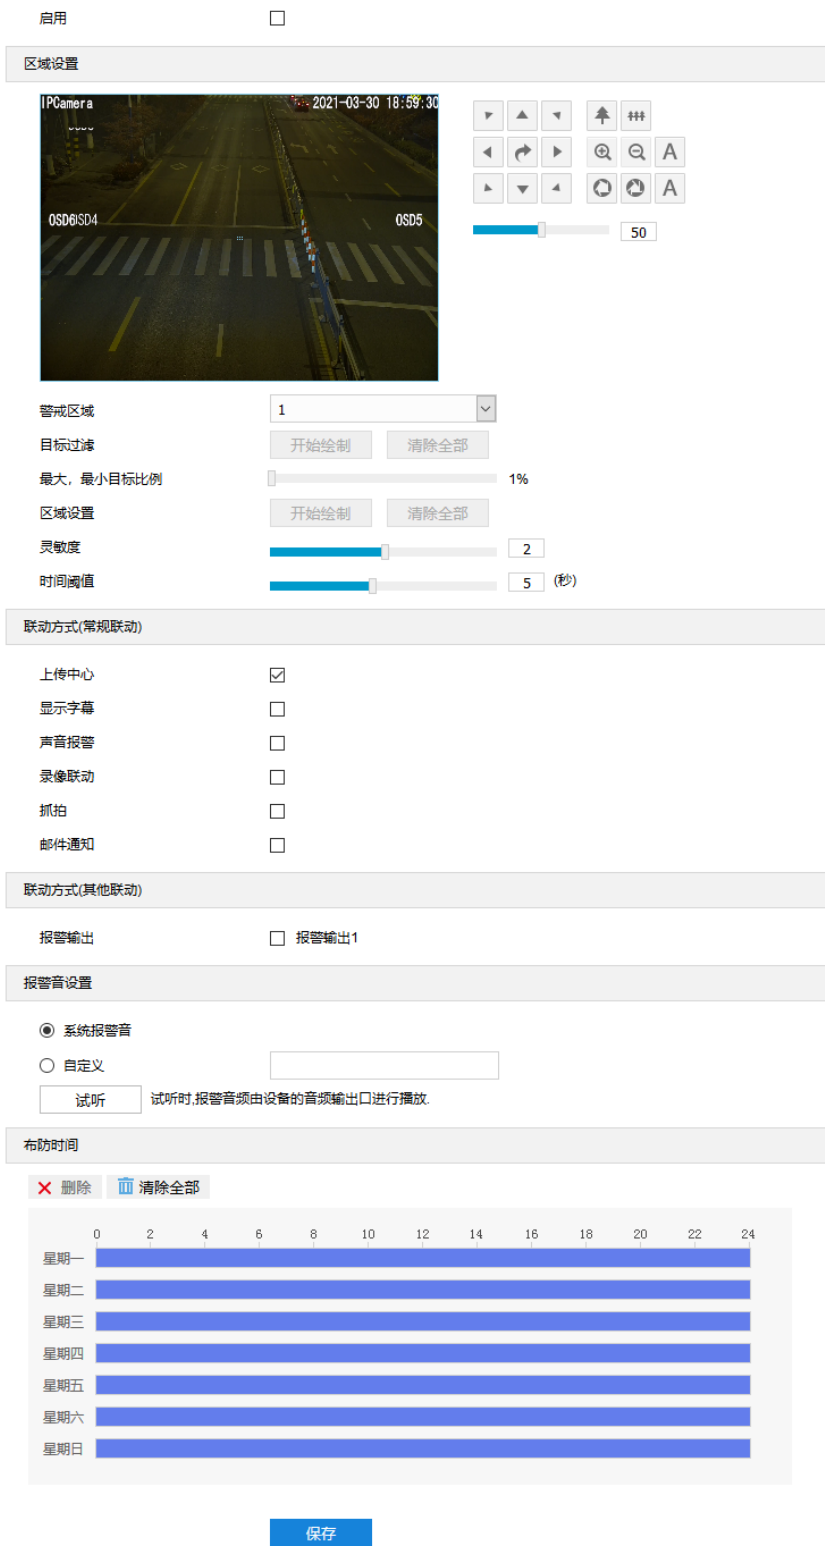 启用
区域设置
IPCamera 2021-03-30 18:59:30
OSD4 OSD5
警戒区域 1
目标过滤 开始绘制 清除全部
最大，最小目标比例 1%
区域设置 开始绘制 清除全部
灵敏度 2
时间阈值 5 (秒)
A
A
50
联动方式(常规联动)
上传中心
显示字幕
声音报警
录像联动
抓拍
邮件通知
联动方式(其他联动)
报警输出 报警输出1
报警音设置
系统报警音
自定义
试听 试听时,报警音频由设备的音频输出口进行播放.
布防时间
删除 清除全部
0 2 4 6 8 10 12 14 16 18 20 22 24
星期一
星期二
星期三
星期四
星期五
星期六
星期日
保存